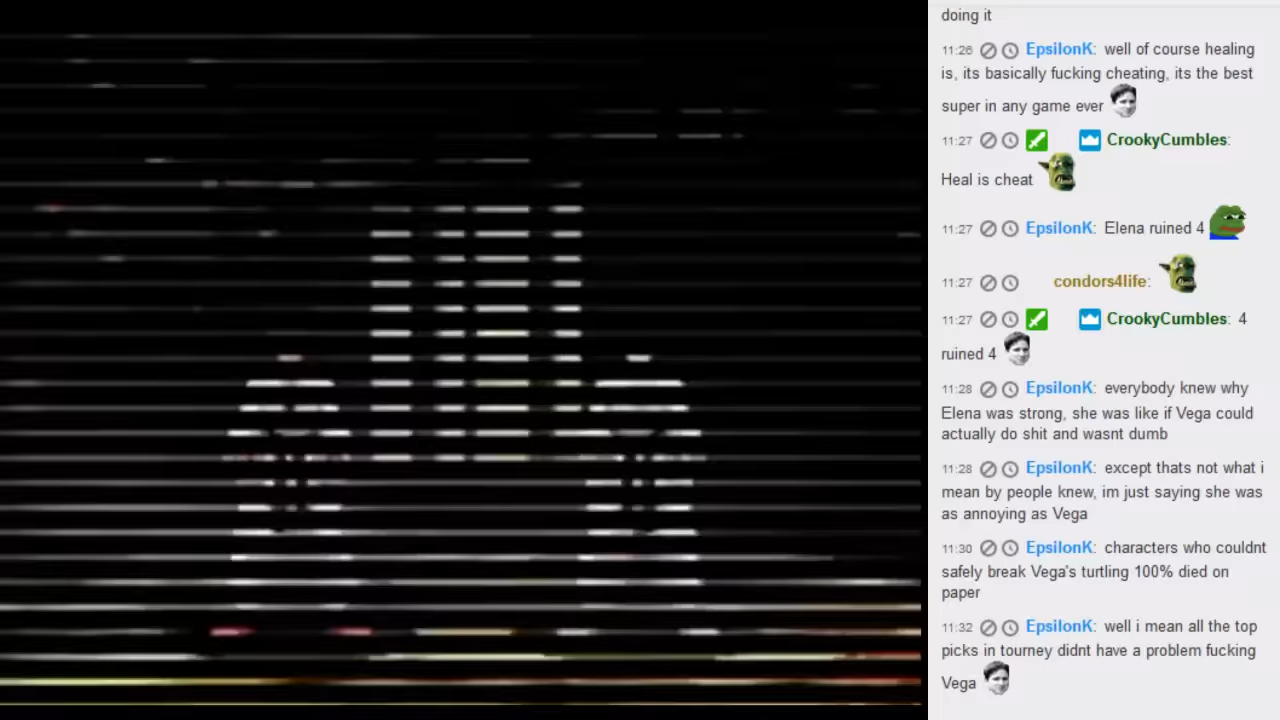 doing it
11:26 EpsilonK: well of course healing
is, its basically fucking cheating, its the best
super in any game ever
11:27 CrookyCumbles:
Heal is cheat
11:27 EpsilonK: Elena ruined 4
11:27 condors4life:
11:27 CrookyCumbles: 4
ruined 4
11:28 EpsilonK: everybody knew why
Elena was strong, she was like if Vega could
actually do shit and wasnt dumb
11:28 EpsilonK: except thats not what i
mean by people knew, im just saying she was
as annoying as Vega
11:30 EpsilonK: characters who couldnt
safely break Vega's turtling 100% died on
paper
11:32 EpsilonK: well i mean all the top
picks in tourney didnt have a problem fucking
Vega